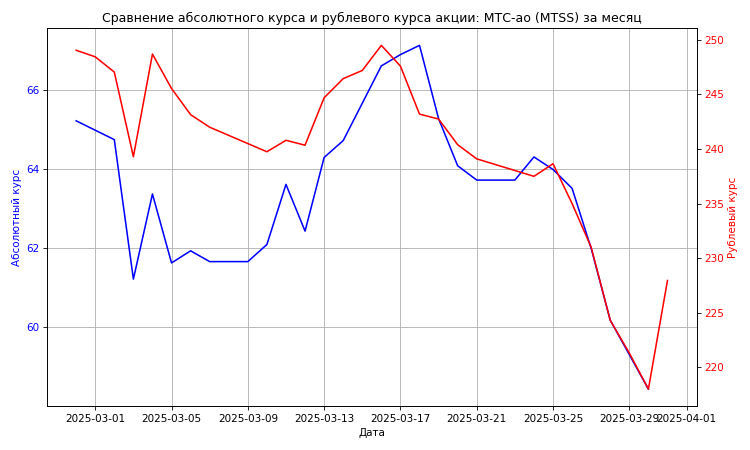 Сравнение абсолютного курса и рублевого курса акции: МТС-ао (MTSS) за месяц
250
245
240
235
230
225
220
Рублевый курс
66
64
62
60
Абсолютный курс
2025-03-01 2025-03-05 2025-03-09 2025-03-13 2025-03-17 2025-03-21 2025-03-25 2025-03-29 2025-04-01
Дата